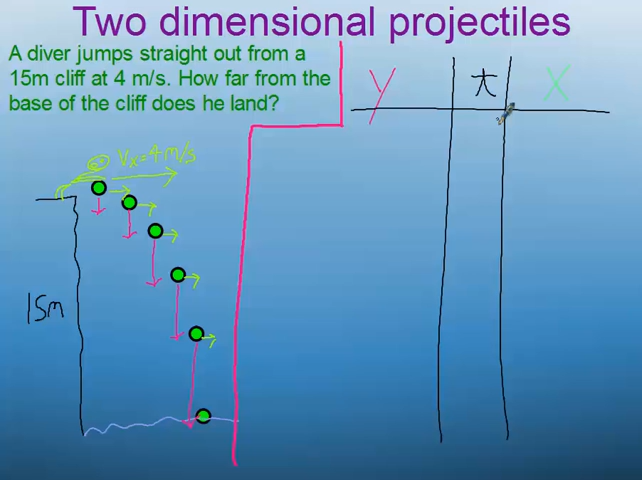 Two dimensional projectiles
A diver jumps straight out from a
15m cliff at 4 m/s. How far from the
base of the cliff does he land?
Y
t
X
Vx=4m/s
15m